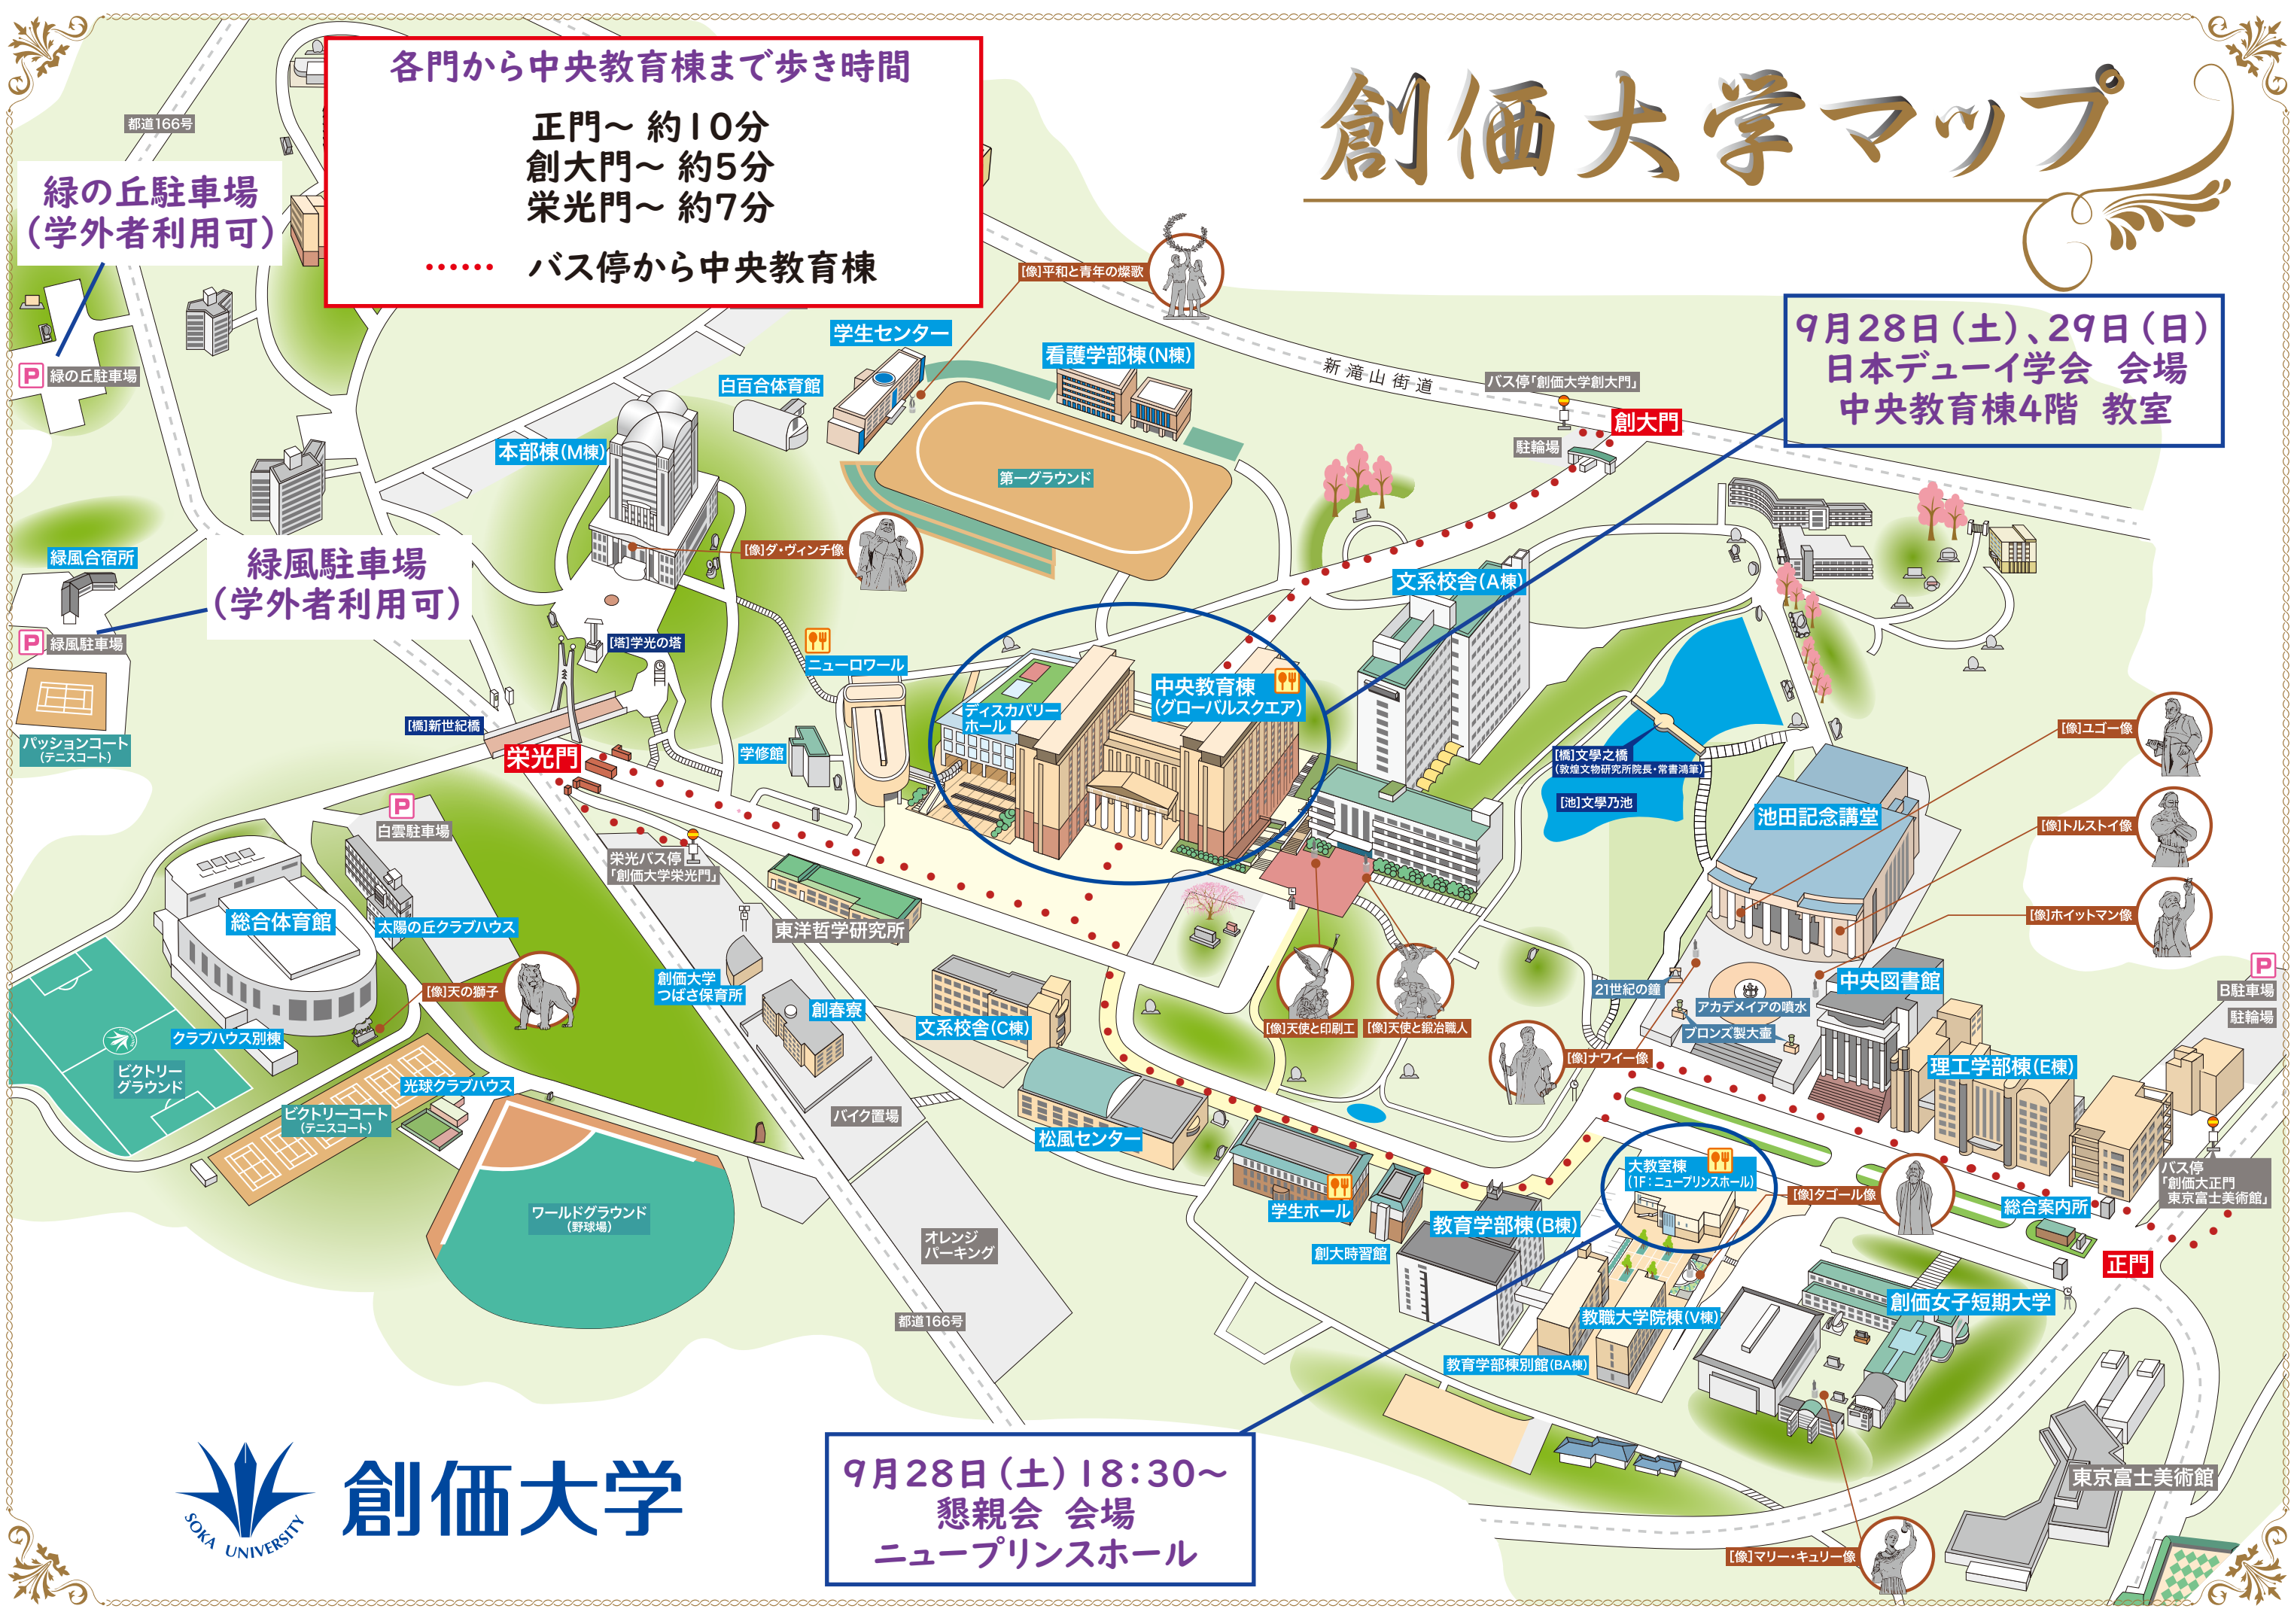 創価大学マップ
各門から中央教育棟まで歩き時間
正門～ 約10分
創大門～ 約5分
栄光門～ 約7分
•••••• バス停から中央教育棟
都道166号
緑の丘駐車場
（学外者利用可）
P 緑の丘駐車場
9月28日（土）、29日（日）
日本デューイ学会 会場
中央教育棟4階 教室
[像]平和と青年の燦歌
学生センター
看護学部棟（N棟）
白百合体育館
新滝山街道
バス停「創価大学創大門」
創大門
駐輪場
本部棟（M棟）
第一グラウンド
[像]ダ・ヴィンチ像
緑風合宿所
緑風駐車場
（学外者利用可）
P 緑風駐車場
文系校舎（A棟）
[塔]学光の塔
ニューロワール
中央教育棟
（グローバルスクエア）
ディスカバリー
ホール
[橋]新世紀橋
栄光門
学修館
パッションコート
（テニスコート）
[橋]文學之橋
（敦煌文物研究所院長・常書鴻筆）
[池]文學乃池
[像]ユゴー像
池田記念講堂
[像]トルストイ像
P
白雲駐車場
栄光バス停
「創価大学栄光門」
総合体育館
太陽の丘クラブハウス
東洋哲学研究所
[像]ホイットマン像
[像]天の獅子
創価大学
つばさ保育所
創春寮
文系校舎（C棟）
[像]天使と印刷工
[像]天使と鍛冶職人
21世紀の鐘
アカデメイアの噴水
ブロンズ製大壷
中央図書館
P
B駐車場
駐輪場
クラブハウス別棟
ビクトリー
グラウンド
光球クラブハウス
ビクトリーコート
（テニスコート）
バイク置場
松風センター
[像]ナワイー像
理工学部棟（E棟）
大教室棟
（1F：ニュープリンスホール）
[像]タゴール像
バス停
「創価大正門
東京富士美術館」
総合案内所
ワールドグラウンド
（野球場）
学生ホール
教育学部棟（B棟）
創大時習館
オレンジ
パーキング
正門
都道166号
教職大学院棟（V棟）
創価女子短期大学
教育学部棟別館（BA棟）
9月28日（土）18：30～
懇親会 会場
ニュープリンスホール
東京富士美術館
[像]マリー・キュリー像
SOKA UNIVERSITY
創価大学